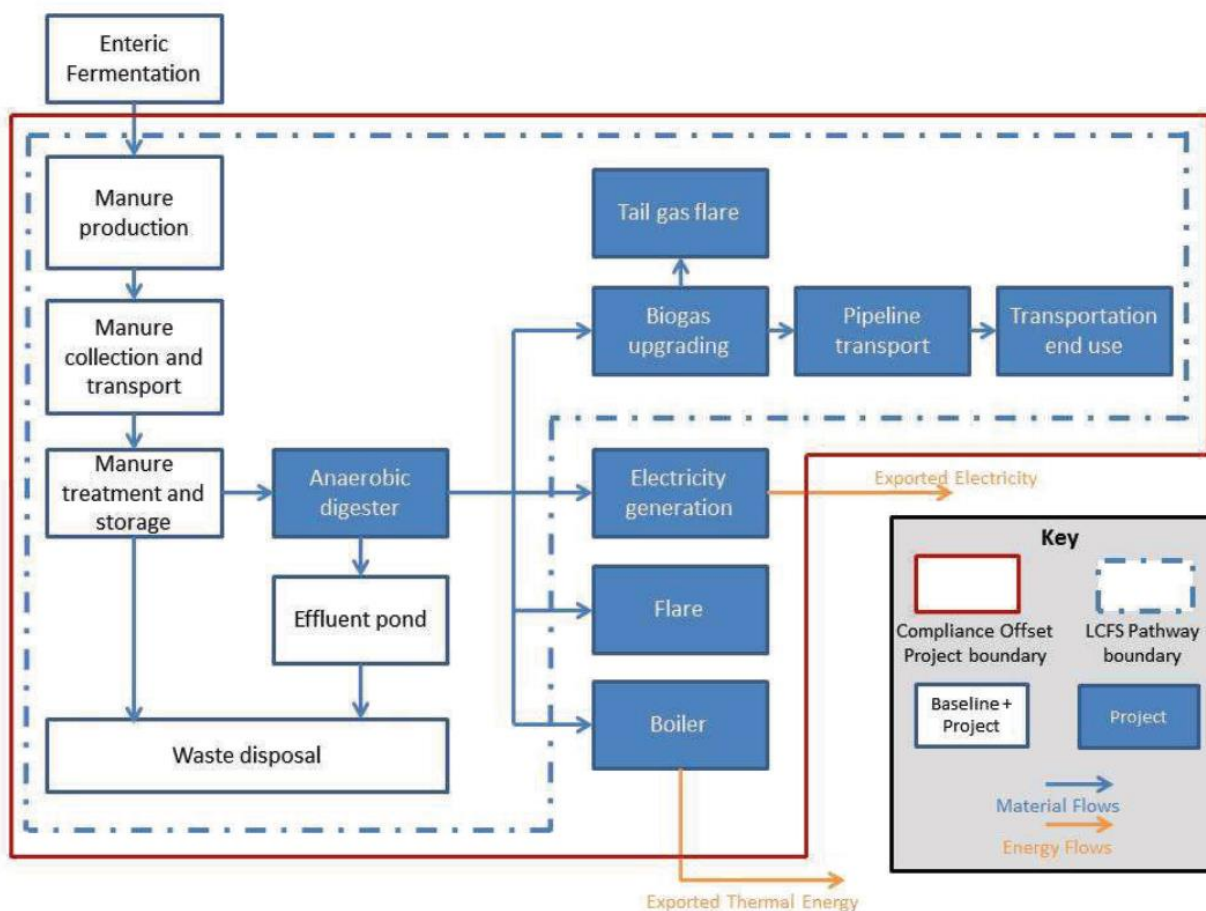 Enteric
Fermentation
Manure
production
Manure
collection and
transport
Manure
treatment and
storage
Anaerobic
digester
Effluent pond
Waste disposal
Tail gas flare
Biogas
upgrading
Pipeline
transport
Transportation
end use
Electricity
generation
Exported Electricity
Flare
Boiler
Exported Thermal Energy
Key
Compliance Offset
Project boundary
LCFS Pathway
boundary
Baseline +
Project
Project
Material Flows
Energy Flows